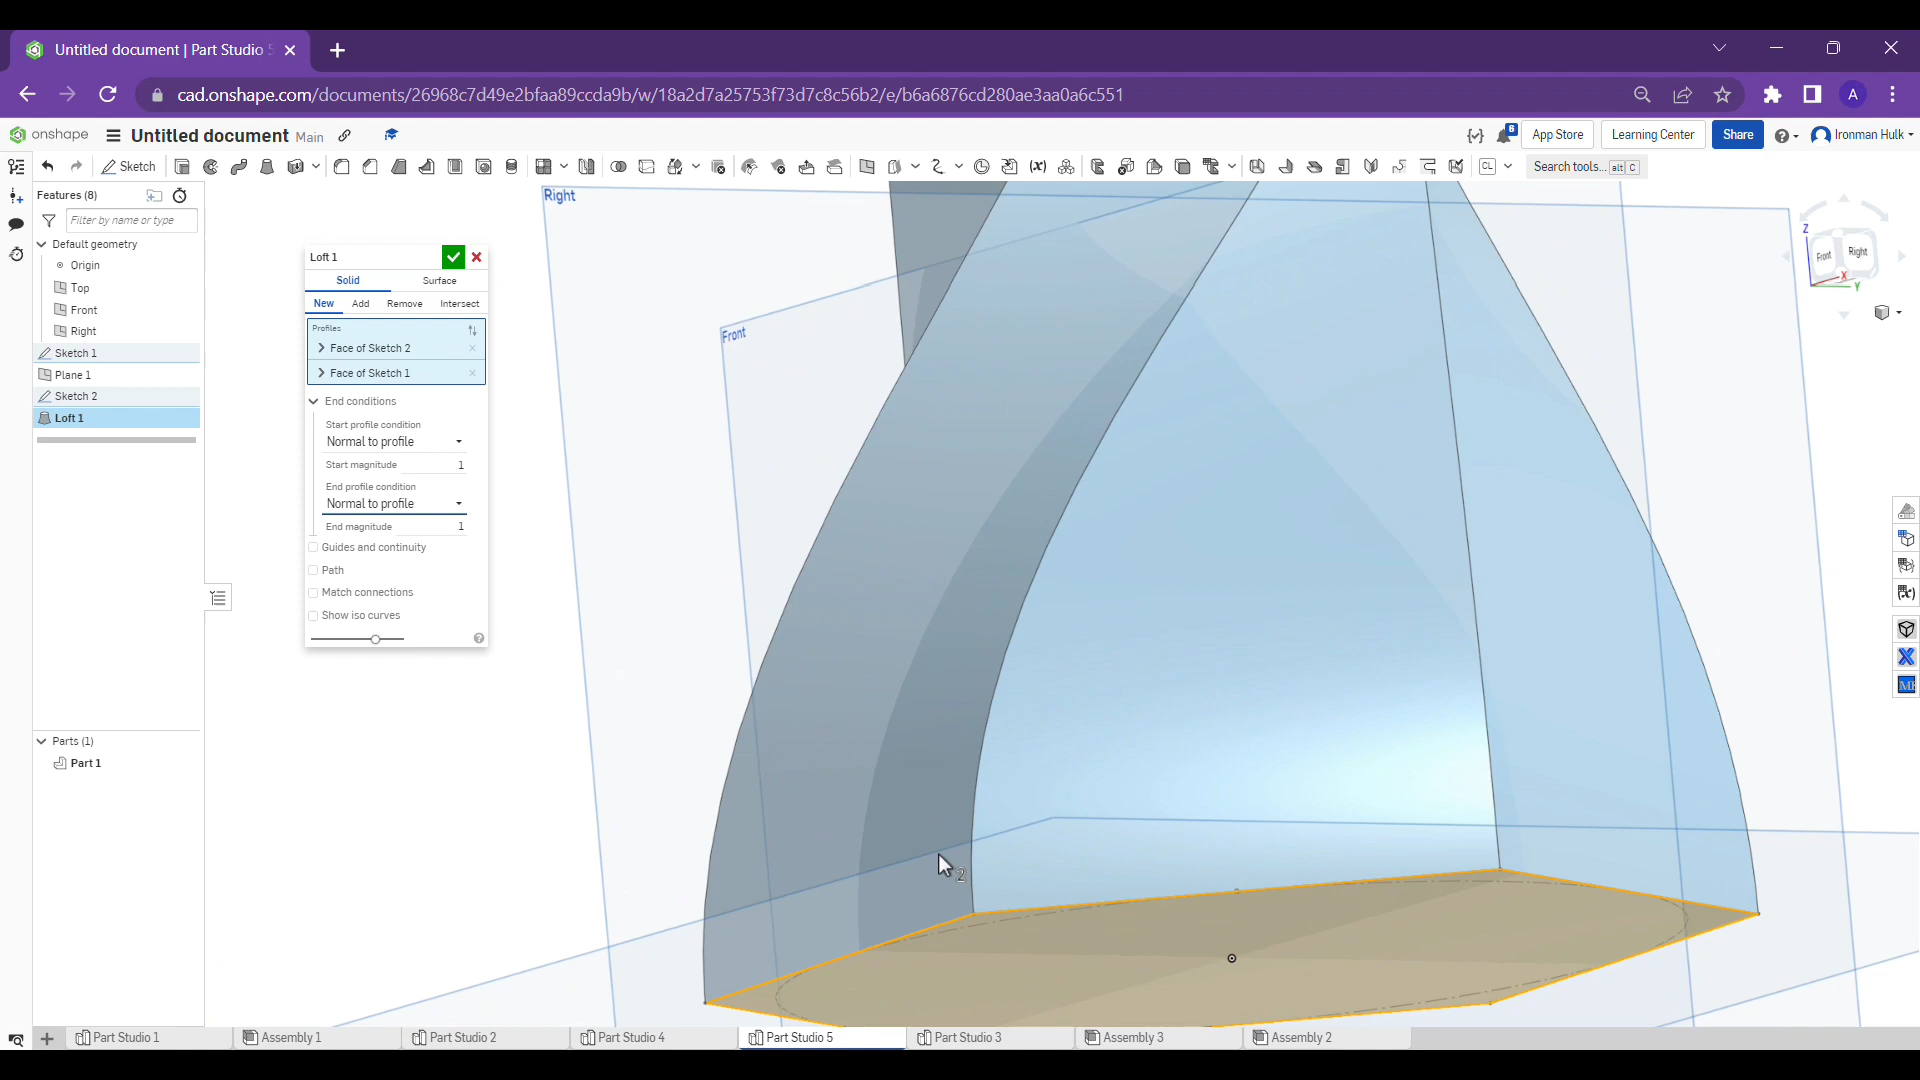 Untitled document | Part Studio 5
cad.onshape.com/documents/26968c7d49e2bfaa89ccda9b/w/18a2d7a25753f73d7c8c56b2/e/b6a6876cd280ae3aa0a6c551
A
onshape
Untitled document Main
6
App Store
Learning Center
Share
Ironman Hulk
Sketch
CL
Search tools... alt C
Features (8)
Filter by name or type
Default geometry
Origin
Top
Front
Right
Sketch 1
Plane 1
Sketch 2
Loft 1
Parts (1)
Part 1
Loft 1
Solid
Surface
New
Add
Remove
Intersect
Profiles
Face of Sketch 2
Face of Sketch 1
End conditions
Start profile condition
Normal to profile
Start magnitude 1
End profile condition
Normal to profile
End magnitude 1
Guides and continuity
Path
Match connections
Show iso curves
Right
Front
2
Z
Front
Right
X
Y
Part Studio 1
Assembly 1
Part Studio 2
Part Studio 4
Part Studio 5
Part Studio 3
Assembly 3
Assembly 2